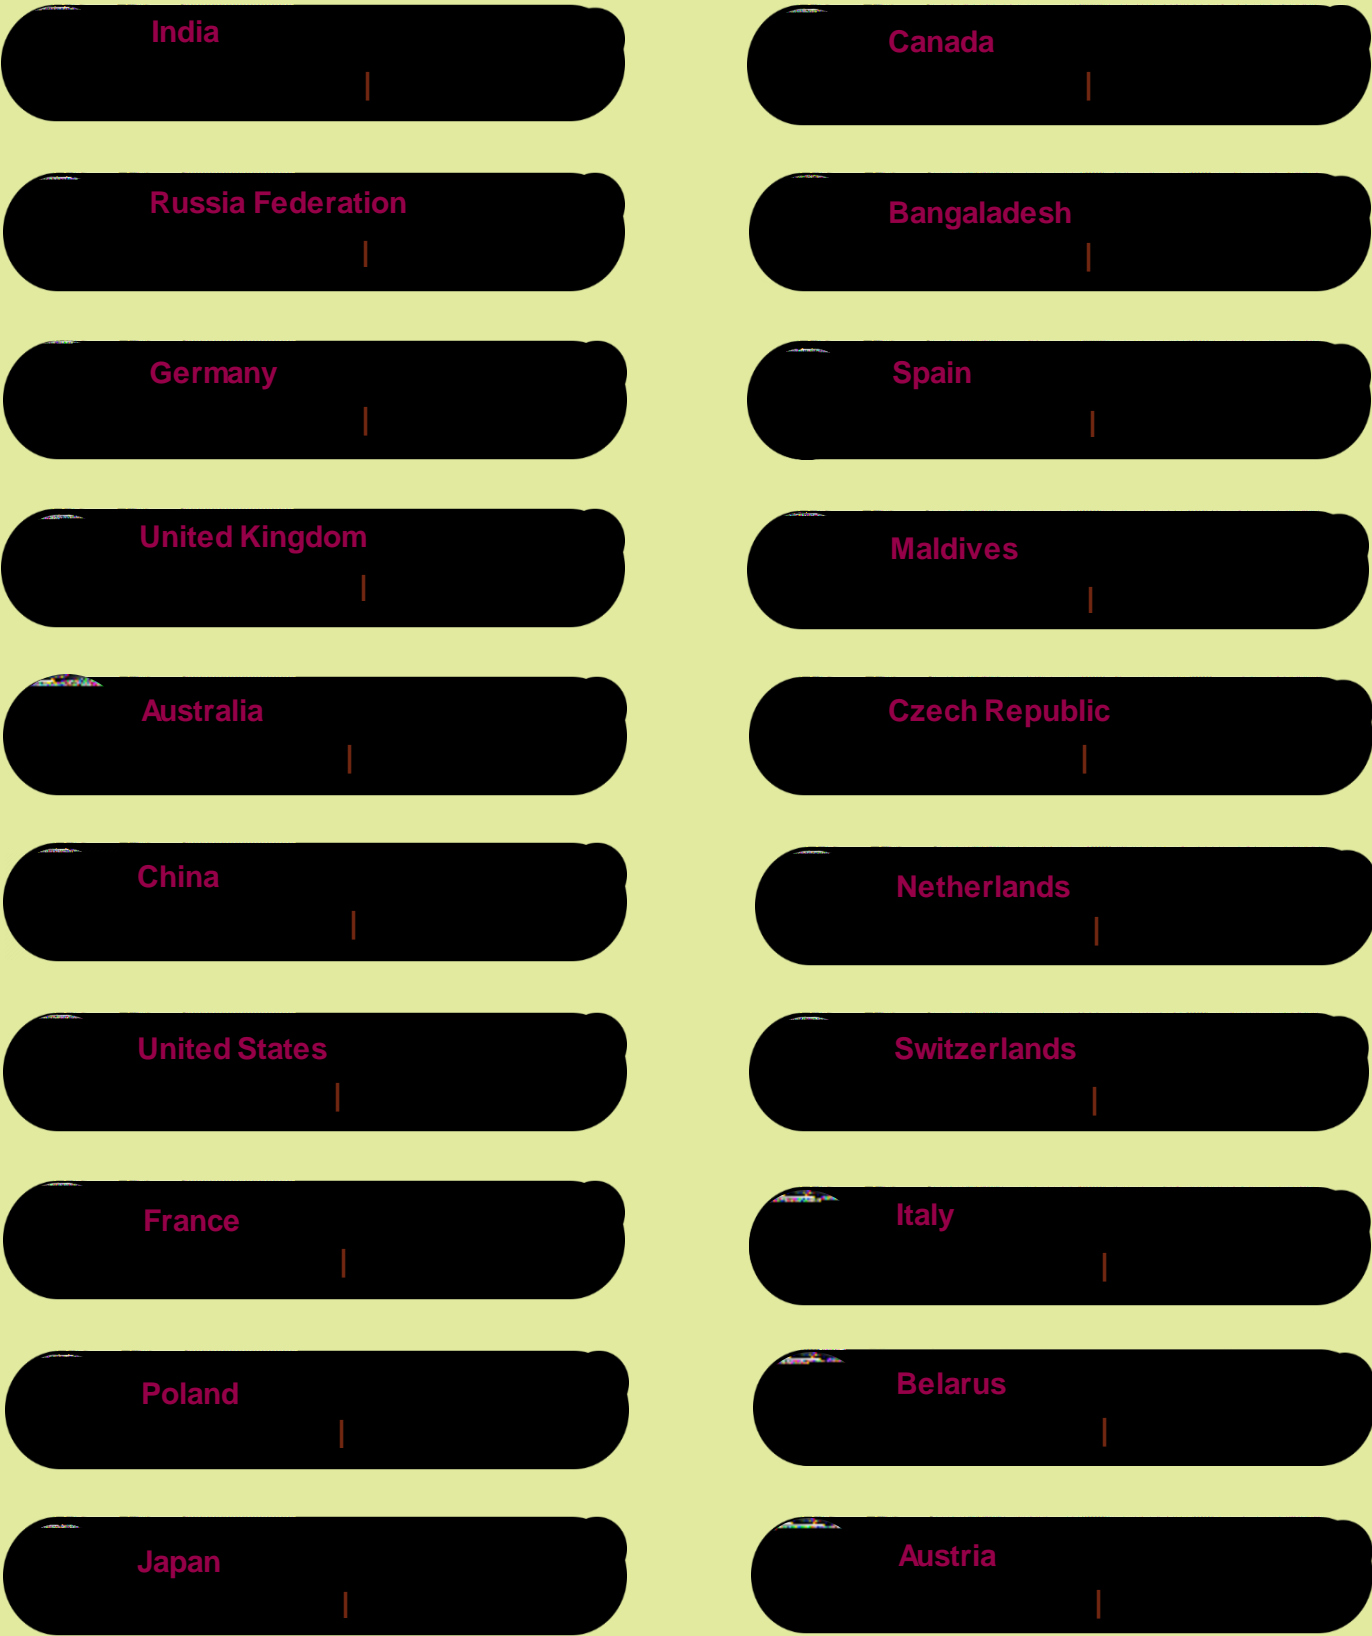 India
Canada
|
|
Russia Federation
Bangaladesh
|
|
Germany
Spain
|
|
United Kingdom
Maldives
|
|
Australia
Czech Republic
|
|
China
Netherlands
|
|
United States
Switzerlands
|
|
France
Italy
|
|
Poland
Belarus
|
|
Japan
Austria
|
|